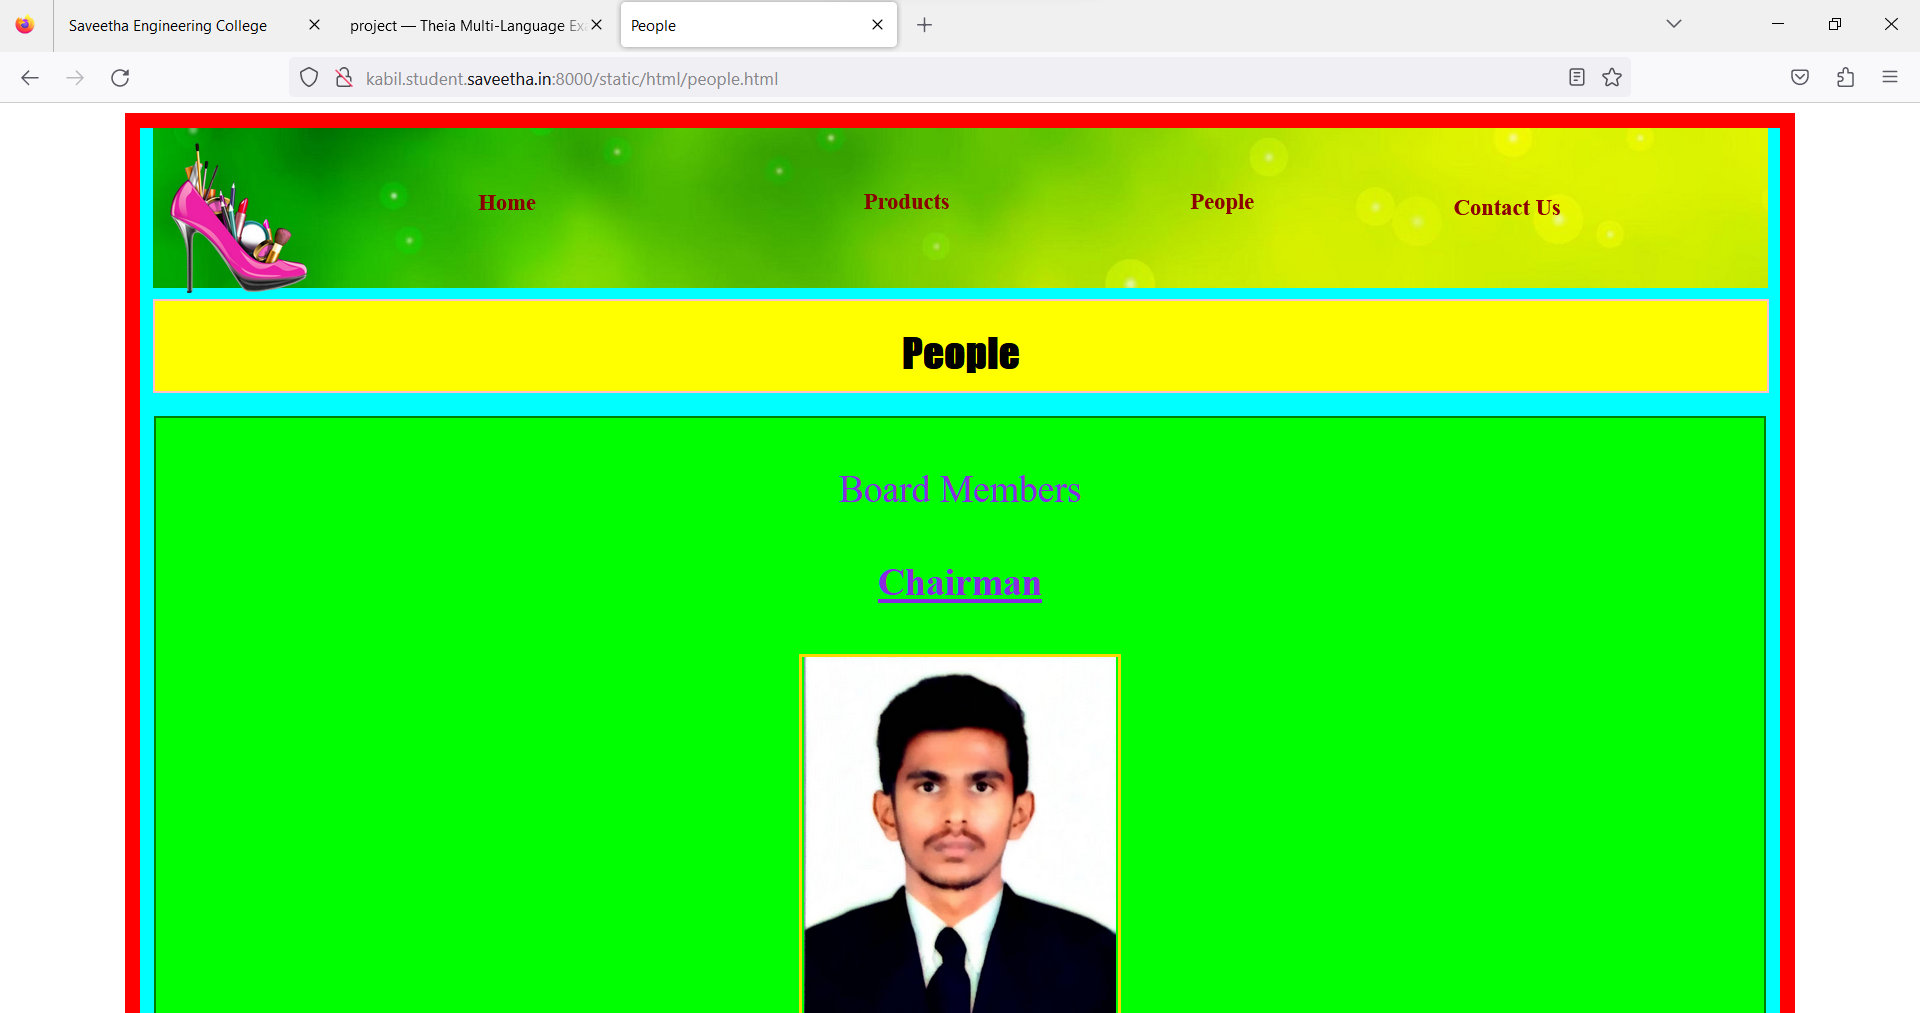 Saveetha Engineering College
project — Theia Multi-Language Exa
People
kabil.student.saveetha.in:8000/static/html/people.html
Home
Products
People
Contact Us
People
Board Members
Chairman